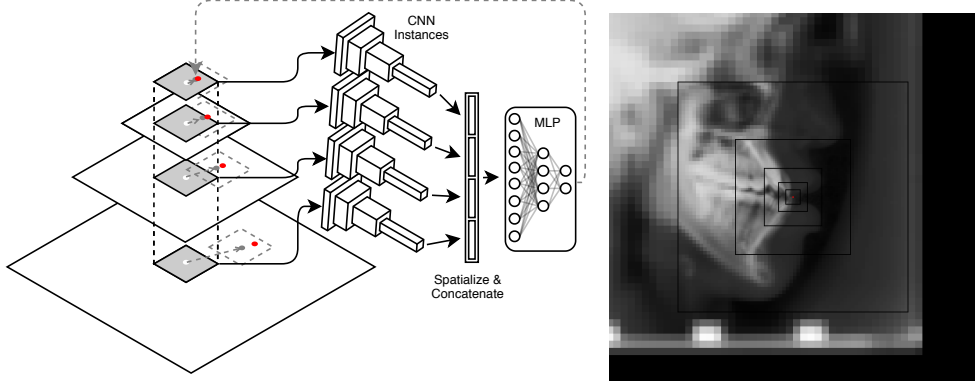 CNN
Instances
MLP
Spatialize &
Concatenate